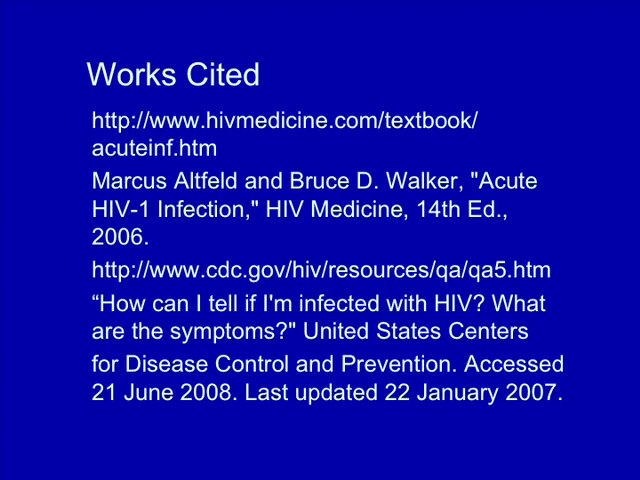 Works Cited
http://www.hivmedicine.com/textbook/
acuteinf.htm
Marcus Altfeld and Bruce D. Walker, "Acute
HIV-1 Infection," HIV Medicine, 14th Ed.,
2006.
http://www.cdc.gov/hiv/resources/qa/qa5.htm
“How can I tell if I'm infected with HIV? What
are the symptoms?" United States Centers
for Disease Control and Prevention. Accessed
21 June 2008. Last updated 22 January 2007.